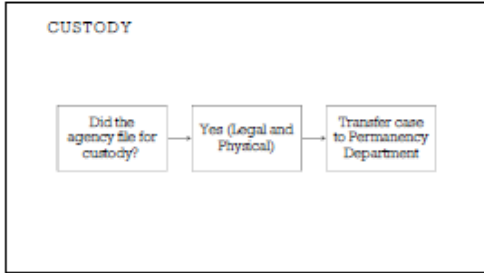 CUSTODY
Did the
agency file for
custody?
Yes (Legal and
Physical)
Transfer case
to Permanency
Department